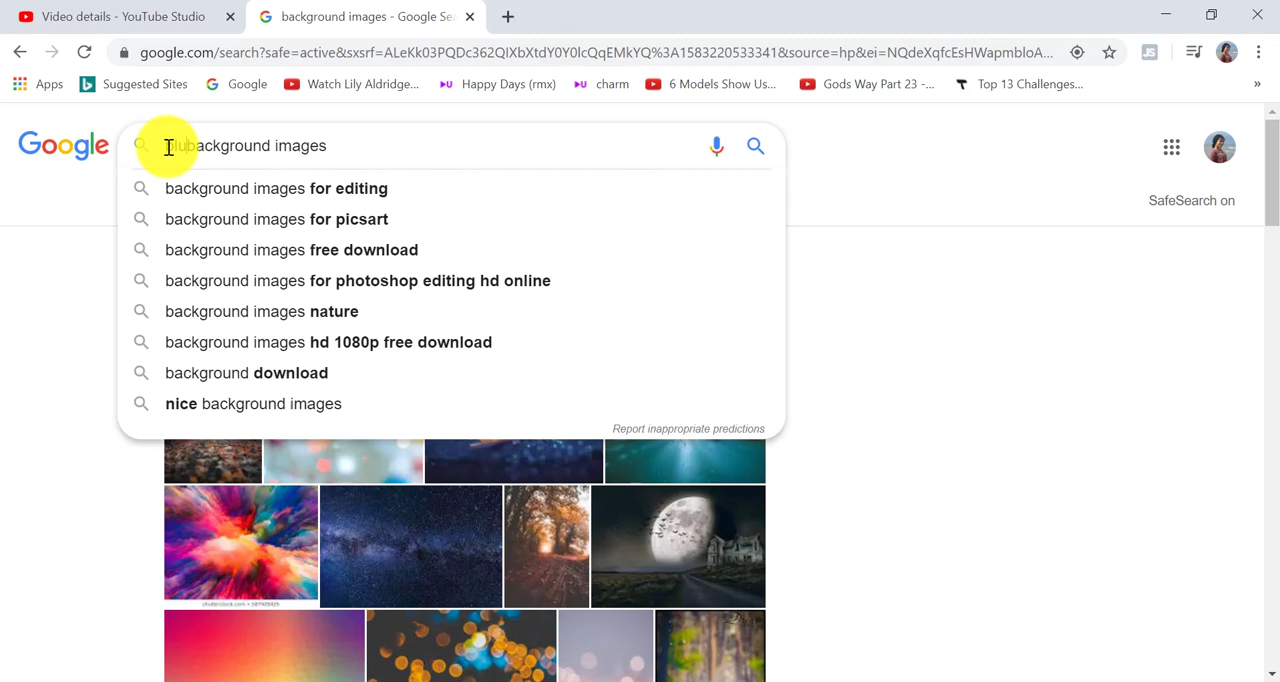 Video details - YouTube Studio
background images - Google Sea
google.com/search?safe=active&sxsrf=ALeKk03PQDc362QIXbXtdY0Y0lcQqEMkYQ%3A1583220533341&source=hp&ei=NQdeXqfcEsHWapmbloA...
Apps Suggested Sites Google Watch Lily Aldridge... Happy Days (rmx) charm 6 Models Show Us... Gods Way Part 23 -... Top 13 Challenges... »
Google
blubackground images
background images for editing
SafeSearch on
background images for picsart
background images free download
background images for photoshop editing hd online
background images nature
background images hd 1080p free download
background download
nice background images
Report inappropriate predictions